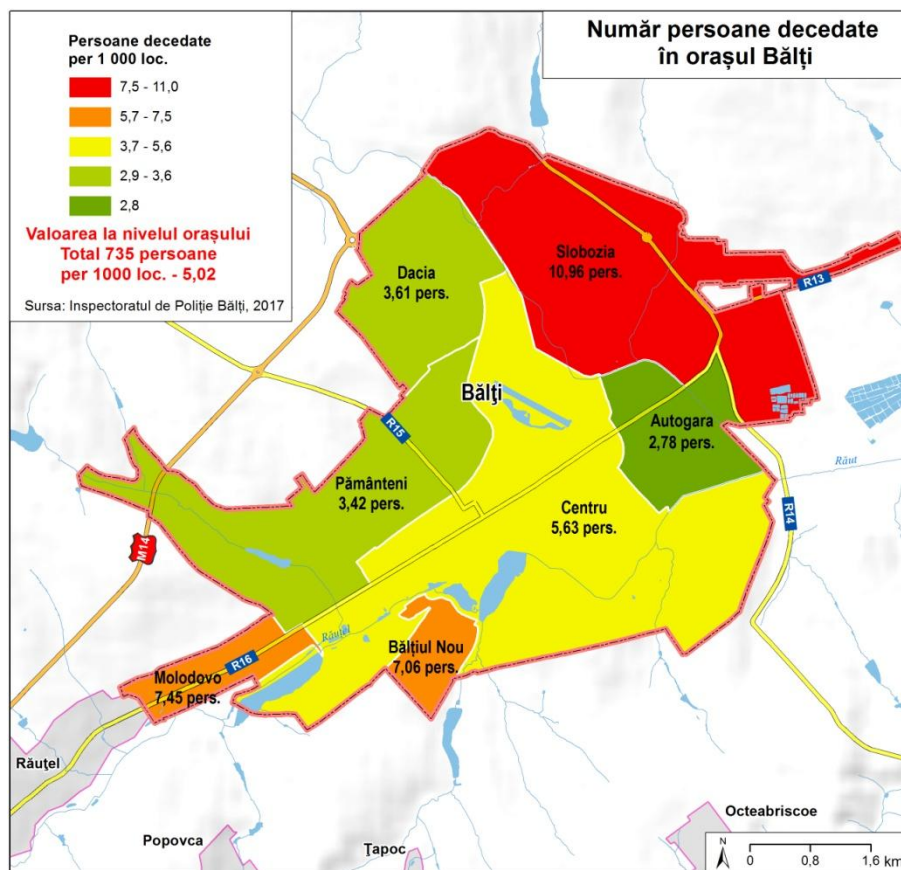 Număr persoane decedate
în orașul Bălți
Persoane decedate
per 1 000 loc.
7,5 - 11,0
5,7 - 7,5
3,7 - 5,6
2,9 - 3,6
2,8
Valoarea la nivelul orașului
Total 735 persoane
per 1000 loc. - 5,02
Sursa: Inspectoratul de Poliție Bălți, 2017
Slobozia
10,96 pers.
Dacia
3,61 pers.
R13
Bălţi
Autogara
2,78 pers.
R15
Răut
Pământeni
3,42 pers.
Centru
5,63 pers.
R14
M14
Răuțel
Bălțiul Nou
7,06 pers.
R16
Molodovo
7,45 pers.
Răuţel
Octeabriscoe
Popovca
Ţapoc
N
0 0,8 1,6 km